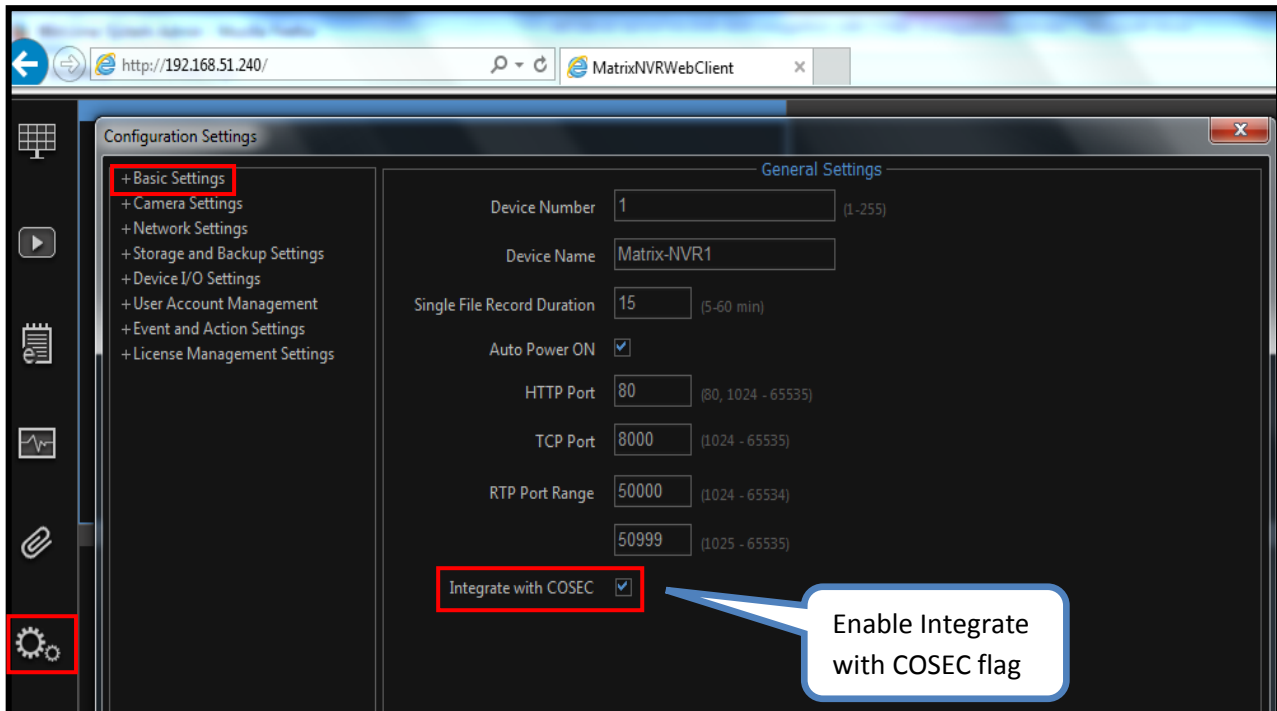 http://192.168.51.240/
MatrixNVRWebClient
Configuration Settings
+Basic Settings
+Camera Settings
+Network Settings
+Storage and Backup Settings
+Device I/O Settings
+User Account Management
+Event and Action Settings
+License Management Settings
General Settings
Device Number 1 (1-255)
Device Name Matrix-NVR1
Single File Record Duration 15 (5-60 min)
Auto Power ON
HTTP Port 80 (80, 1024 - 65535)
TCP Port 8000 (1024 - 65535)
RTP Port Range 50000 (1024 - 65534)
50999 (1025 - 65535)
Integrate with COSEC
Enable Integrate
with COSEC flag